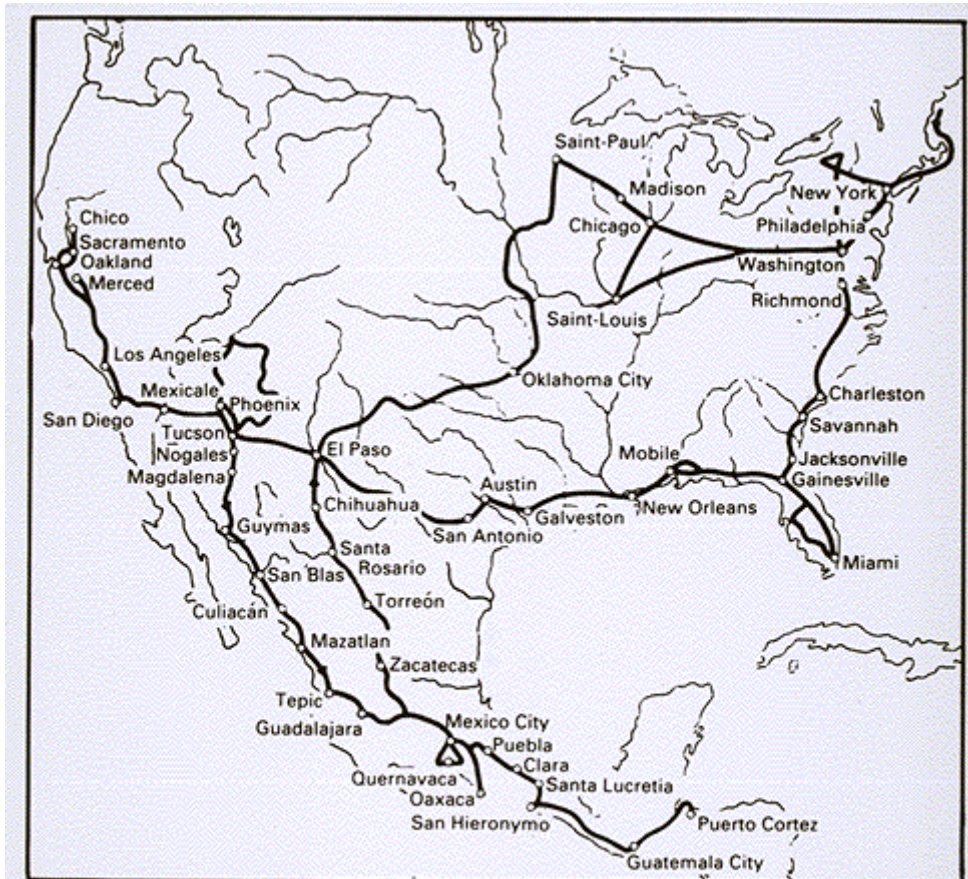 Saint-Paul
Madison
New York
Chicago
Philadelphia
Chico
Sacramento
Oakland
Washington
Merced
Richmond
Saint-Louis
Los Angeles
Oklahoma City
Mexicale
Phoenix
Charleston
San Diego
Savannah
Tucson
El Paso
Mobile
Nogales
Jacksonville
Magdalena
Austin
Gainesville
Chihuahua
New Orleans
Galveston
Guymas
San Antonio
Santa
Rosario
Miami
San Blas
Culiacán
Torreón
Mazatlan
Zacatecas
Tepic
Guadalajara
Mexico City
Puebla
Clara
Quernavaca
Santa Lucretia
Oaxaca
San Hieronymo
Puerto Cortez
Guatemala City